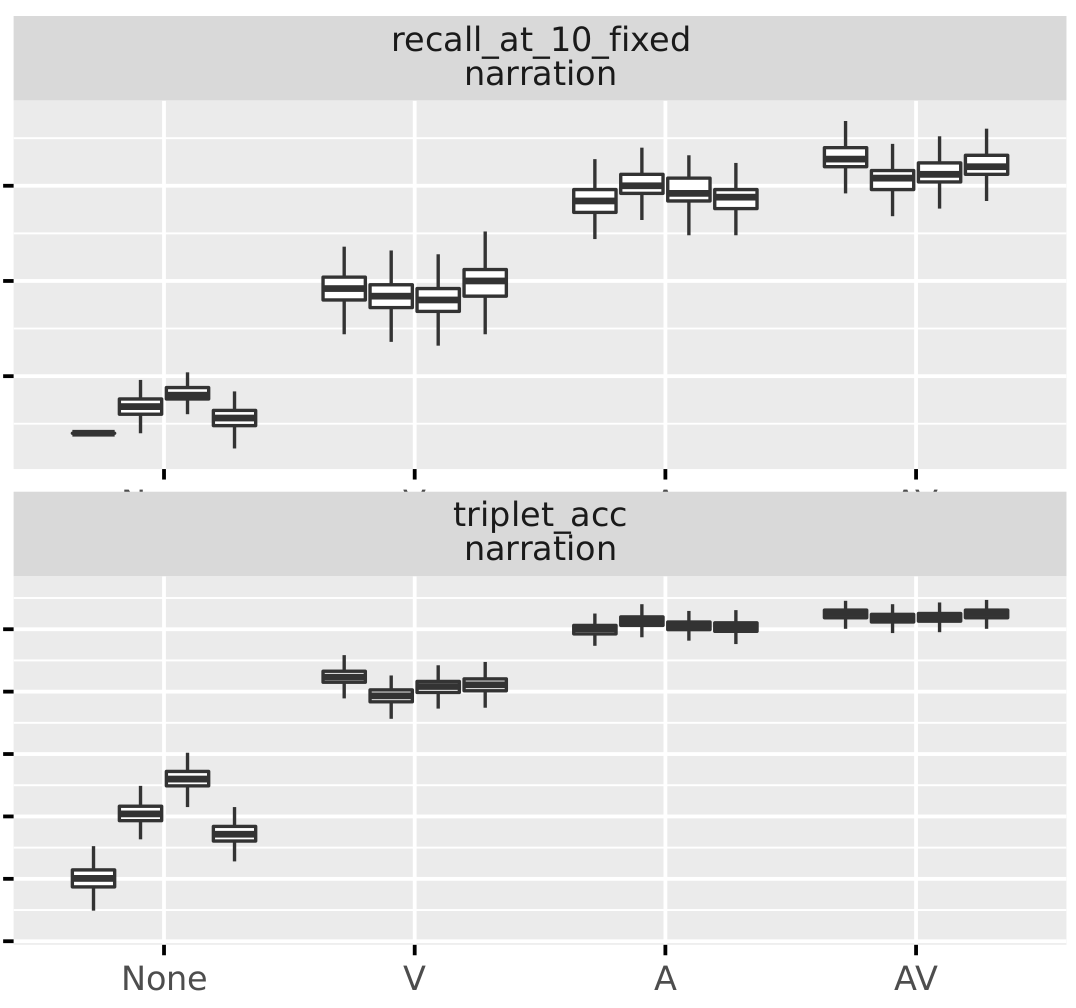 recall_at_10_fixed
narration
triplet_acc
narration
None V A AV